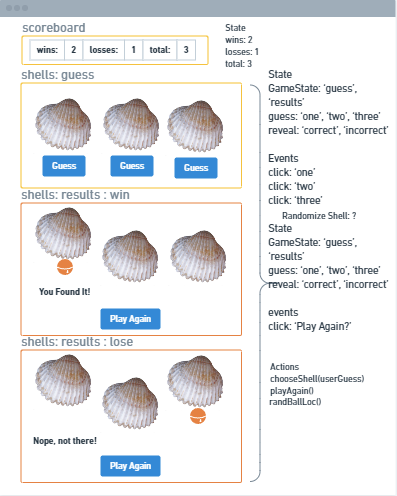 scoreboard
wins: 2 losses: 1 total: 3
State
wins: 2
losses: 1
total: 3
shells: guess
Guess Guess Guess
State
GameState: ‘guess’,
‘results’
guess: ‘one’, ‘two’, ‘three’
reveal: ‘correct’, ‘incorrect’
Events
click: ‘one’
click: ‘two’
click: ‘three’
Randomize Shell: ?
shells: results : win
You Found It!
Play Again
State
GameState: ‘guess’,
‘results’
guess: ‘one’, ‘two’, ‘three’
reveal: ‘correct’, ‘incorrect’
events
click: ‘Play Again?’
shells: results : lose
Nope, not there!
Play Again
Actions
chooseShell(userGuess)
playAgain()
randBallLoc()